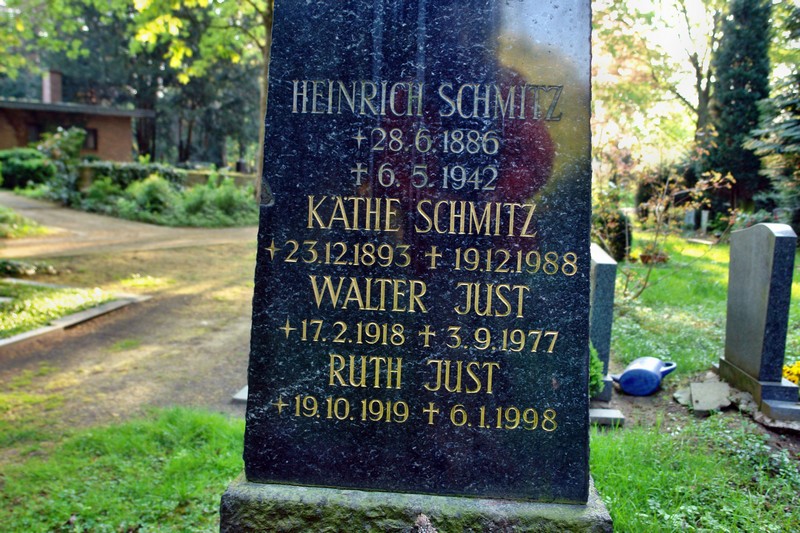 HEINRICH SCHMITZ
+28.6.1886
† 6.5.1942
KÄTHE SCHMITZ
+23.12.1893 † 19.12.1988
WALTER JUST
+17.2.1918 † 3.9.1977
RUTH JUST
+19.10.1919 † 6.1.1998